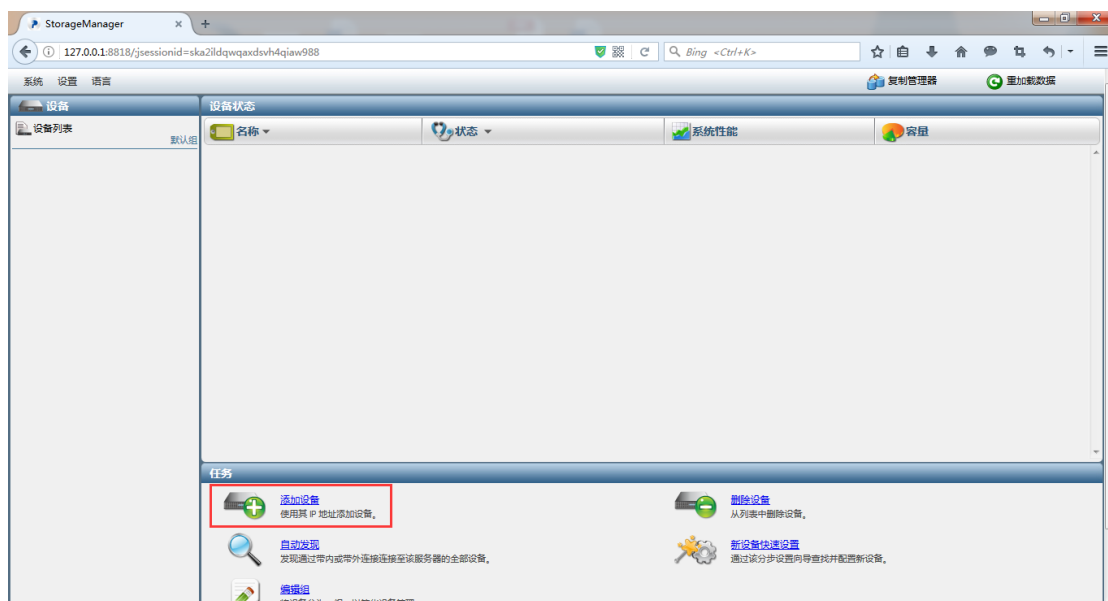 StorageManager
127.0.0.1:8818/jsessionid=ska2ildqwqaxdsvh4qiaw988
Bing <Ctrl+K>
系统 设置 语言
复制管理器 重加载数据
设备
设备状态
设备列表
默认组
名称 状态 系统性能 容量
任务
添加设备
使用其 IP 地址添加设备。
删除设备
从列表中删除设备。
自动发现
发现通过带内或带外连接连接至该服务器的全部设备。
新设备快速设置
通过该分步设置向导查找并配置新设备。
编辑组